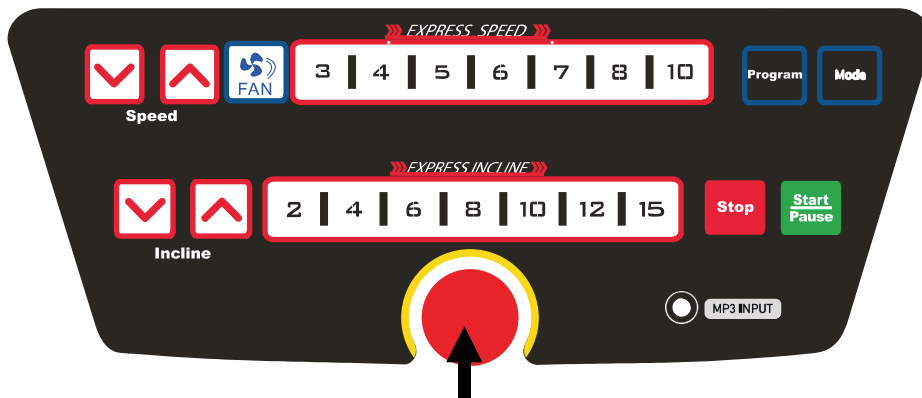 EXPRESS SPEED
FAN
3 4 5 6 7 8 10
Program
Mode
Speed
EXPRESS INCLINE
2 4 6 8 10 12 15
Stop
Start
Pause
Incline
MP3 INPUT